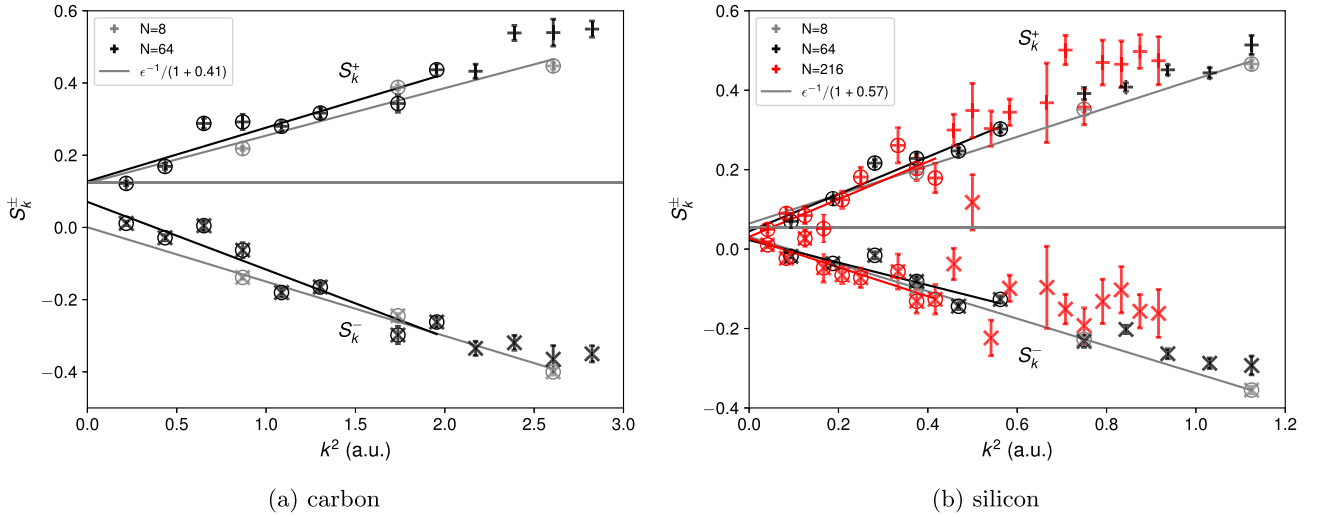 0.6
0.4
0.2
0.0
−0.2
−0.4
S_k^±
N=8
N=64
ϵ^−1/(1 + 0.41)
S_k^+
S_k^−
0.0 0.5 1.0 1.5 2.0 2.5 3.0
k^2 (a.u.)
(a) carbon
0.6
0.4
0.2
0.0
−0.2
−0.4
S_k^±
N=8
N=64
N=216
ϵ^−1/(1 + 0.57)
S_k^+
S_k^−
0.0 0.2 0.4 0.6 0.8 1.0 1.2
k^2 (a.u.)
(b) silicon